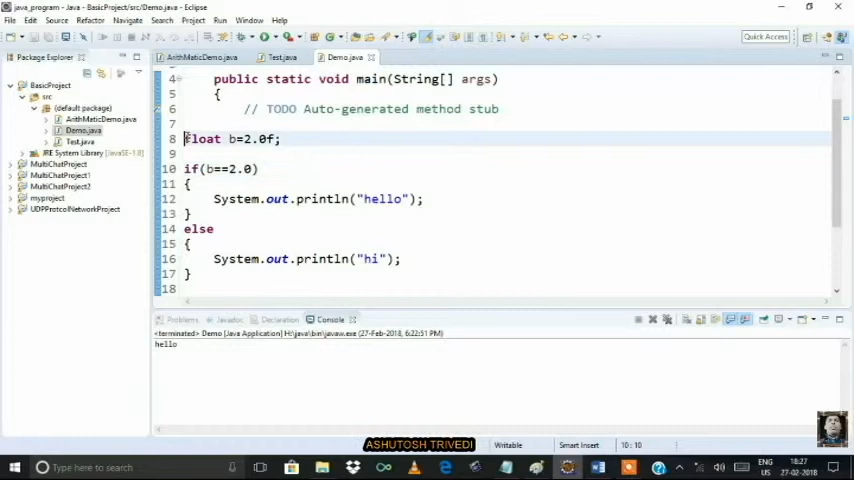 java_program - Java - BasicProject/src/Demo.java - Eclipse
File Edit Source Refactor Navigate Search Project Run Window Help
Quick Access
Package Explorer
ArithMaticDemo.java Test.java Demo.java
BasicProject
src
(default package)
ArithMaticDemo.java
Demo.java
Test.java
JRE System Library [JavaSE-1.8]
MultiChatProject
MultiChatProject1
MultiChatProject2
myproject
UDPProtcolNetworkProject
4 public static void main(String[] args)
5 {
6 // TODO Auto-generated method stub
7
8 float b=2.0f;
9
10 if(b==2.0)
11 {
12 System.out.println("hello");
13 }
14 else
15 {
16 System.out.println("hi");
17 }
18
Problems Javadoc Declaration Console
<terminated> Demo [Java Application] H:\java\bin\javaw.exe (27-Feb-2018, 6:22:51 PM)
hello
ASHUTOSH TRIVEDI
Writable Smart Insert 10 : 10
Type here to search
ENG
US
18:27
27-02-2018